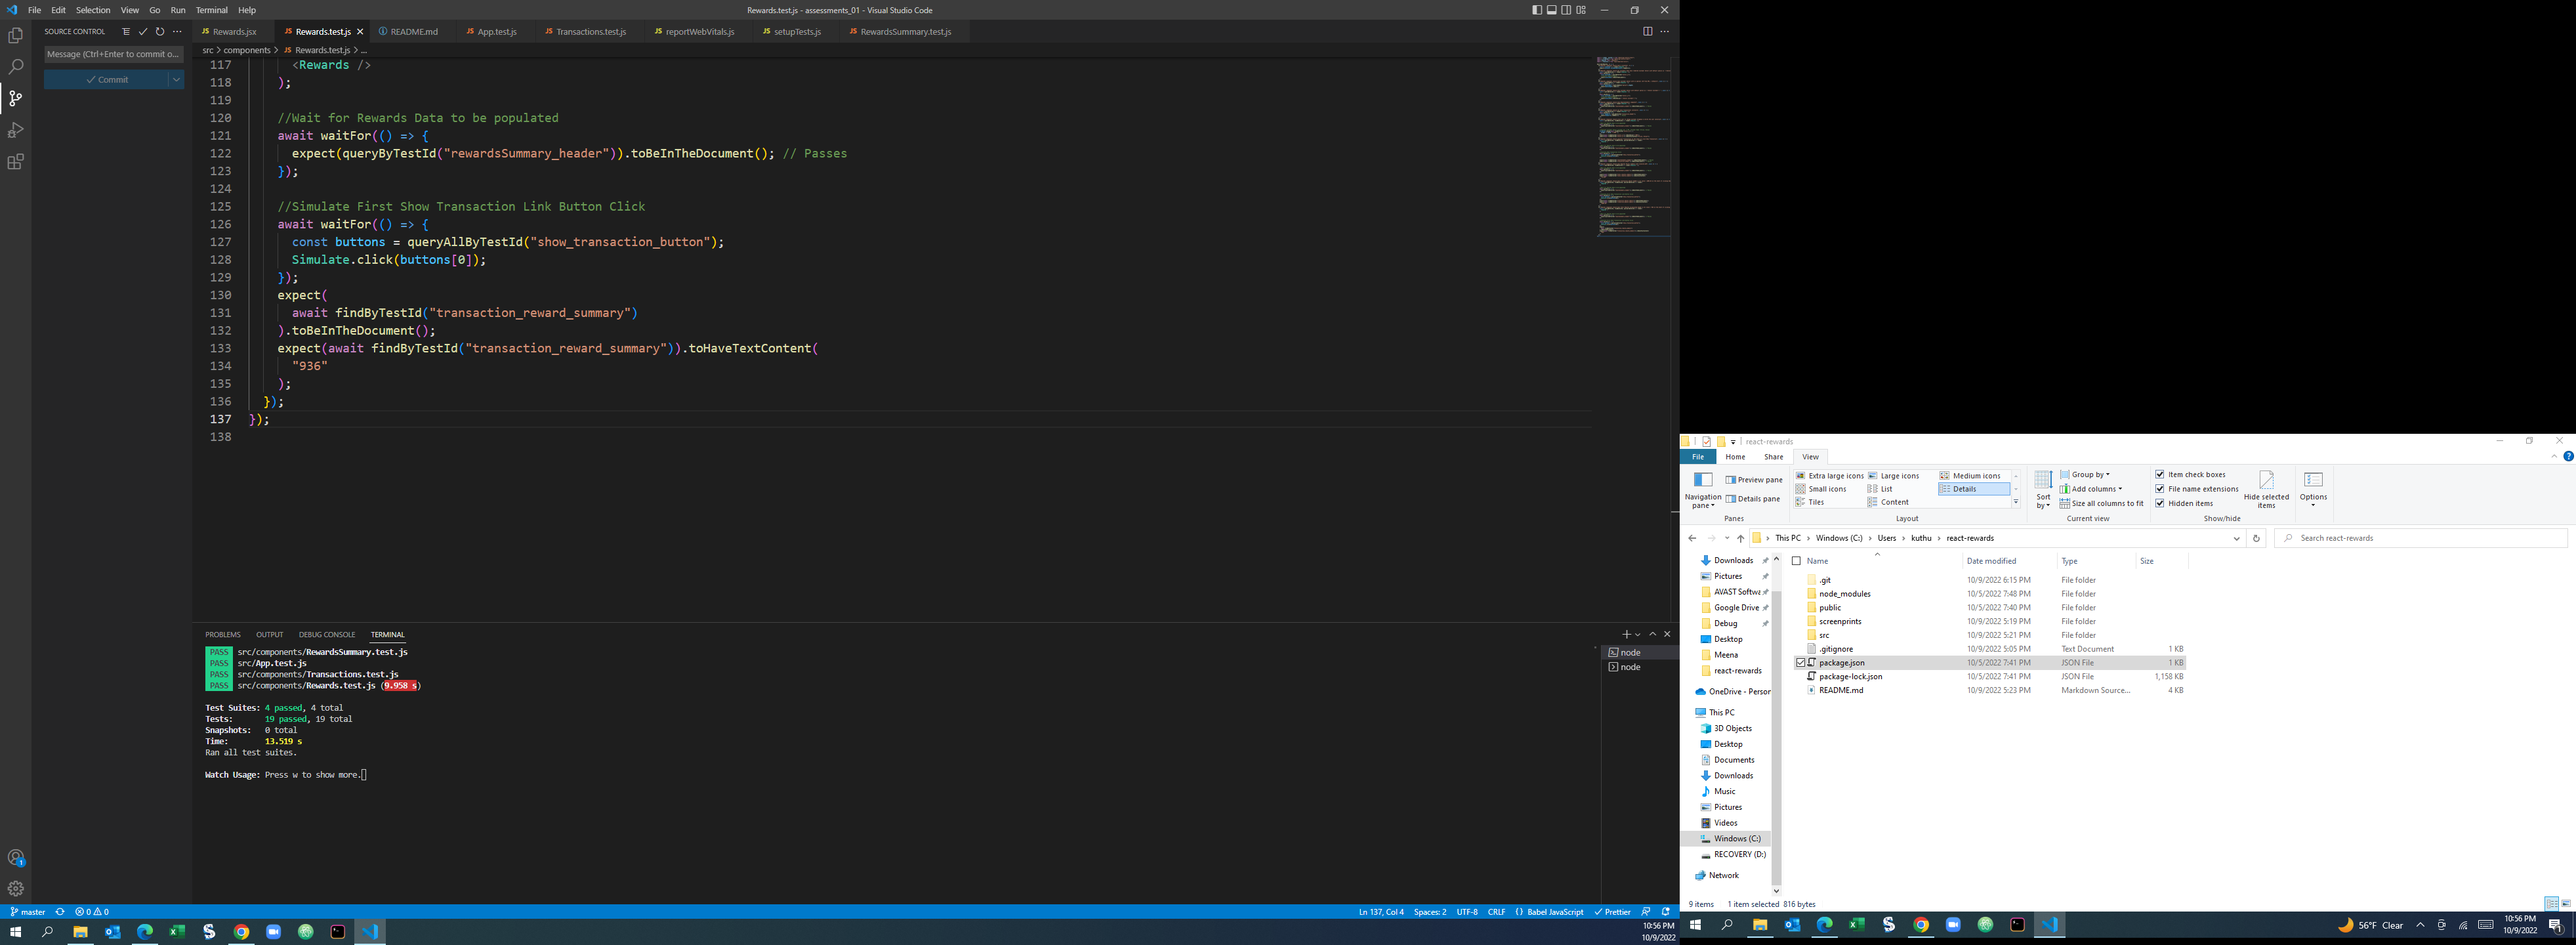 File Edit Selection View Go Run Terminal Help
Rewards.test.js - assessments_01 - Visual Studio Code
SOURCE CONTROL
Message (Ctrl+Enter to commit o...
Commit
JS Rewards.jsx JS Rewards.test.js README.md JS App.test.js JS Transactions.test.js JS reportWebVitals.js JS setupTests.js JS RewardsSummary.test.js
src > components > JS Rewards.test.js > ...
117 <Rewards />
118 );
119
120 //Wait for Rewards Data to be populated
121 await waitFor(() => {
122 expect(queryByTestId("rewardsSummary_header")).toBeInTheDocument(); // Passes
123 });
124
125 //Simulate First Show Transaction Link Button Click
126 await waitFor(() => {
127 const buttons = queryAllByTestId("show_transaction_button");
128 Simulate.click(buttons[0]);
129 });
130 expect(
131 await findByTestId("transaction_reward_summary")
132 ).toBeInTheDocument();
133 expect(await findByTestId("transaction_reward_summary")).toHaveTextContent(
134 "936"
135 );
136 });
137 });
138
PROBLEMS OUTPUT DEBUG CONSOLE TERMINAL
PASS src/components/RewardsSummary.test.js
PASS src/App.test.js
PASS src/components/Transactions.test.js
PASS src/components/Rewards.test.js (9.958 s)
Test Suites: 4 passed, 4 total
Tests: 19 passed, 19 total
Snapshots: 0 total
Time: 13.519 s
Ran all test suites.
Watch Usage: Press w to show more.
node
node
1
master 0 0
Ln 137, Col 4 Spaces: 2 UTF-8 CRLF Babel JavaScript Prettier
10:56 PM
10/9/2022
react-rewards
File Home Share View
Navigation pane
Preview pane
Details pane
Panes
Extra large icons Large icons Medium icons
Small icons List Details
Tiles Content
Layout
Sort by
Group by
Add columns
Size all columns to fit
Current view
Item check boxes
File name extensions
Hidden items
Hide selected items
Show/hide
Options
This PC > Windows (C:) > Users > kuthu > react-rewards
Search react-rewards
Downloads
Pictures
AVAST Softwa
Google Drive
Debug
Desktop
Meena
react-rewards
OneDrive - Person
This PC
3D Objects
Desktop
Documents
Downloads
Music
Pictures
Videos
Windows (C:)
RECOVERY (D:)
Network
Name Date modified Type Size
.git 10/9/2022 6:15 PM File folder
node_modules 10/5/2022 7:48 PM File folder
public 10/5/2022 7:40 PM File folder
screenprints 10/9/2022 5:19 PM File folder
src 10/9/2022 5:21 PM File folder
.gitignore 10/9/2022 5:05 PM Text Document 1 KB
package.json 10/5/2022 7:41 PM JSON File 1 KB
package-lock.json 10/5/2022 7:41 PM JSON File 1,158 KB
README.md 10/9/2022 5:23 PM Markdown Source... 4 KB
9 items 1 item selected 816 bytes
56°F Clear
10:56 PM
10/9/2022
1